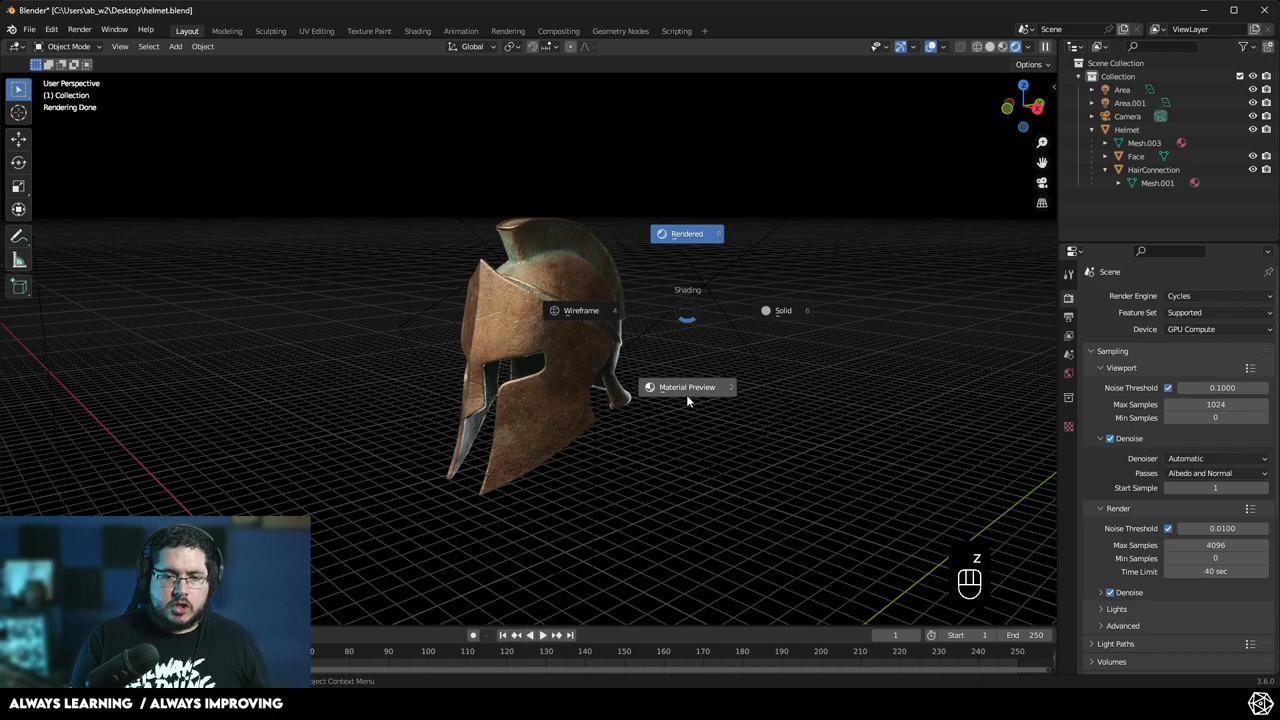 Blender* [C:\Users\ab_w2\Desktop\helmet.blend]
File Edit Render Window Help Layout Modeling Sculpting UV Editing Texture Paint Shading Animation Rendering Compositing Geometry Nodes Scripting + Scene ViewLayer
Object Mode View Select Add Object Global
Options
User Perspective
(1) Collection
Rendering Done
Z
X
Rendered 8
Shading
Wireframe 4
Solid 6
Material Preview 2
Z
Scene Collection
Collection
Area
Area.001
Camera
Helmet
Mesh.003
Face
HairConnection
Mesh.001
Scene
Render Engine Cycles
Feature Set Supported
Device GPU Compute
Sampling
Viewport
Noise Threshold 0.1000
Max Samples 1024
Min Samples 0
Denoise
Denoiser Automatic
Passes Albedo and Normal
Start Sample 1
Render
Noise Threshold 0.0100
Max Samples 4096
Min Samples 0
Time Limit 40 sec
Denoise
Lights
Advanced
Light Paths
Volumes
1 Start 1 End 250
80 90 100 110 120 130 140 150 160 170 180 190 200 210 220 230 240 250
oject Context Menu
3.6.0
ALWAYS LEARNING / ALWAYS IMPROVING